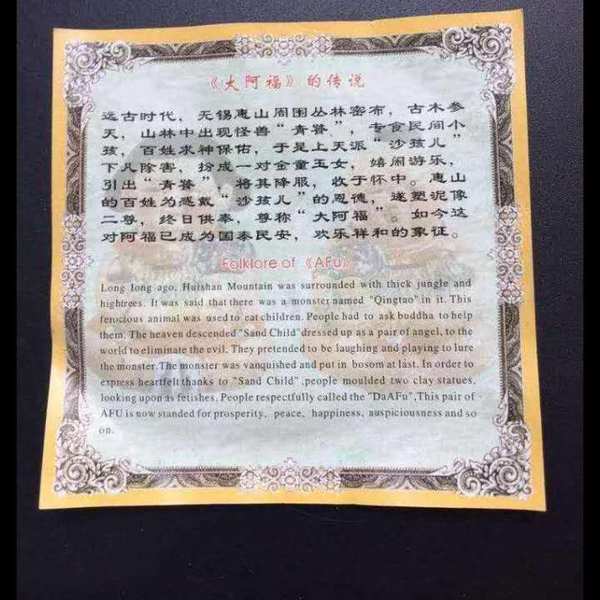 《大阿福》的传说
远古时代，无锡惠山周围丛林密布，古木参
天，山林中出现怪兽“青㹢”，专食民间小
孩，百姓求神保佑，于是上天派“沙孩儿”
下凡除害，扮成一对金童玉女，嬉闹游乐，
引出“青㹢” 将其降服，收于怀中。惠山
的百姓为感戴“沙孩儿”的恩德，遂塑泥像
二尊，终日供奉，尊称“大阿福”。如今这
对阿福已成为国泰民安，欢乐祥和的象征。
Folklore of 《AFu》
Long long ago, Huishan Mountain was surrounded with thick jungle and
hightrees. It was said that there was a monster named "Qingtuo" in it. This
ferocious animal was used to eat children. People had to ask buddha to help
them. The heaven descended "Sand Child"dressed up as a pair of angel, to the
world to eliminate the evil. They pretended to be laughing and playing to lure
the monster.The monster was vanquished and put in bosom at last. In order to
express heartfelt thanks to "Sand Child",people moulded two clay statues,
looking upon as fetishes. People respectfully called the "DaAFu",This pair of
AFU is now standed for prosperity, peace, happiness, auspiciousness and so
on.